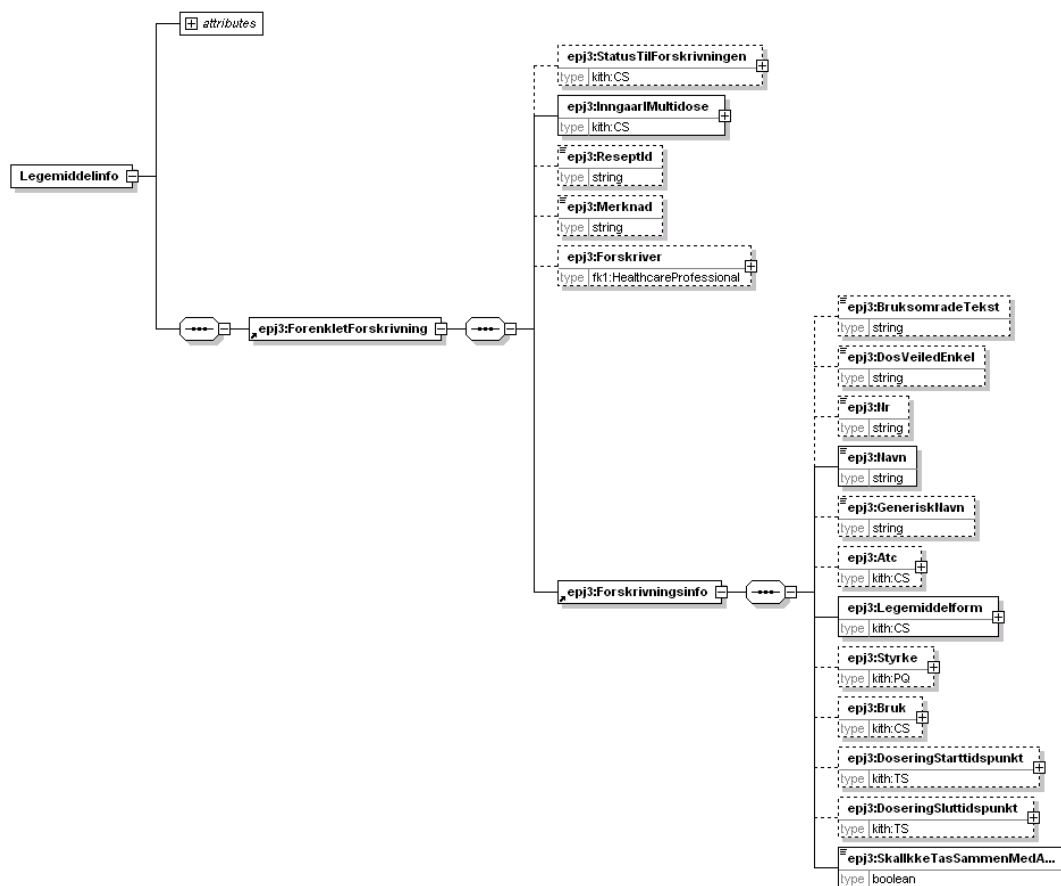 attributes
epj3:StatusTilForskrivningen
type kith:CS
epj3:InngaarIMultidose
type kith:CS
Legemiddelinfo
epj3:ReseptId
type string
epj3:Merknad
type string
epj3:Forskriver
type fk1:HealthcareProfessional
epj3:ForenkletForskrivning
epj3:BruksomradeTekst
type string
epj3:DosVeiledEnkel
type string
epj3:Nr
type string
epj3:Navn
type string
epj3:GeneriskNavn
type string
epj3:Atc
type kith:CS
epj3:Forskrivningsinfo
epj3:Legemiddelform
type kith:CS
epj3:Styrke
type kith:PQ
epj3:Bruk
type kith:CS
epj3:DoseringStarttidspunkt
type kith:TS
epj3:DoseringSluttidspunkt
type kith:TS
epj3:SkalIkkeTasSammenMedA...
type boolean